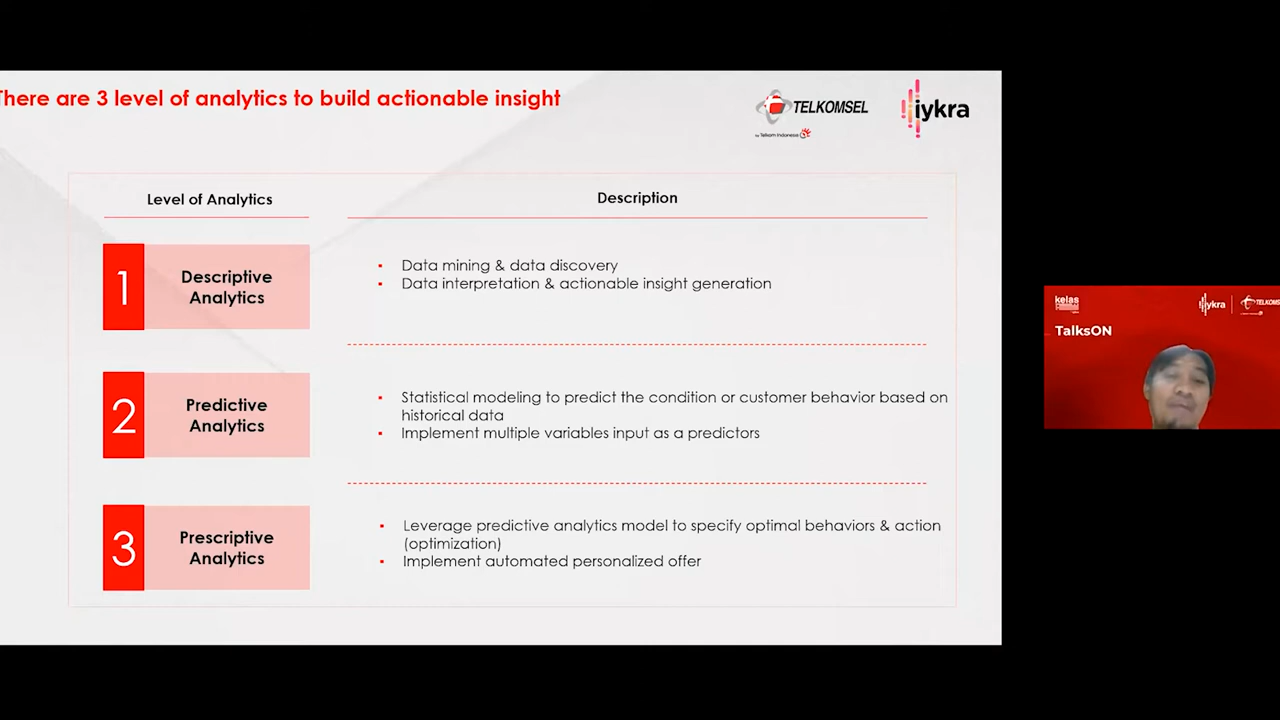 There are 3 level of analytics to build actionable insight
TELKOMSEL
by Telkom Indonesia
iykra
Level of Analytics
Description
1
Descriptive
Analytics
▪ Data mining & data discovery
▪ Data interpretation & actionable insight generation
2
Predictive
Analytics
▪ Statistical modeling to predict the condition or customer behavior based on
historical data
▪ Implement multiple variables input as a predictors
3
Prescriptive
Analytics
▪ Leverage predictive analytics model to specify optimal behaviors & action
(optimization)
▪ Implement automated personalized offer
kelas
iykra
TELKOMSEL
TalksON